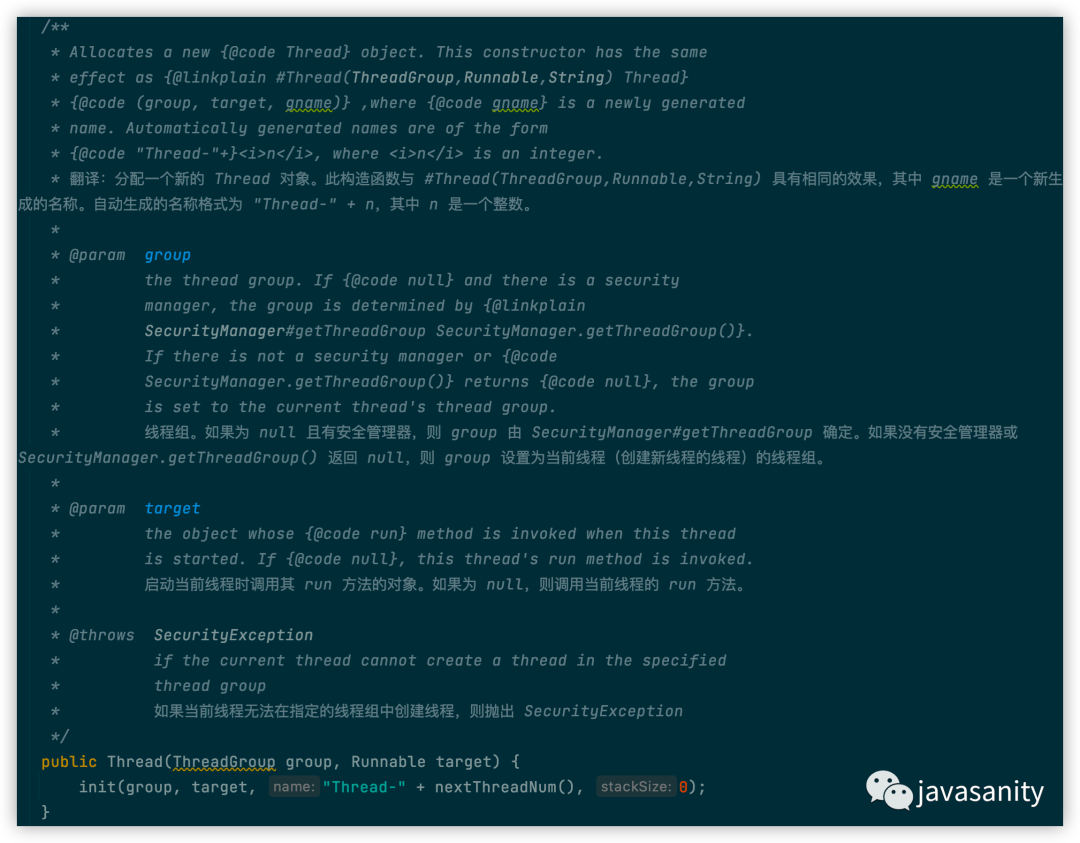 /**
* Allocates a new {@code Thread} object. This constructor has the same
* effect as {@linkplain #Thread(ThreadGroup,Runnable,String) Thread}
* {@code (group, target, gname)} ,where {@code gname} is a newly generated
* name. Automatically generated names are of the form
* {@code "Thread-"+}<i>n</i>, where <i>n</i> is an integer.
* 翻译：分配一个新的 Thread 对象。此构造函数与 #Thread(ThreadGroup,Runnable,String) 具有相同的效果，其中 gname 是一个新生
成的名称。自动生成的名称格式为 "Thread-" + n，其中 n 是一个整数。
*
* @param group
* the thread group. If {@code null} and there is a security
* manager, the group is determined by {@linkplain
* SecurityManager#getThreadGroup SecurityManager.getThreadGroup()}.
* If there is not a security manager or {@code
* SecurityManager.getThreadGroup()} returns {@code null}, the group
* is set to the current thread's thread group.
* 线程组。如果为 null 且有安全管理器，则 group 由 SecurityManager#getThreadGroup 确定。如果没有安全管理器或
SecurityManager.getThreadGroup() 返回 null，则 group 设置为当前线程（创建新线程的线程）的线程组。
*
* @param target
* the object whose {@code run} method is invoked when this thread
* is started. If {@code null}, this thread's run method is invoked.
* 启动当前线程时调用其 run 方法的对象。如果为 null，则调用当前线程的 run 方法。
*
* @throws SecurityException
* if the current thread cannot create a thread in the specified
* thread group
* 如果当前线程无法在指定的线程组中创建线程，则抛出 SecurityException
*/
public Thread(ThreadGroup group, Runnable target) {
init(group, target, name: "Thread-" + nextThreadNum(), stackSize: 0);
}
javasanity